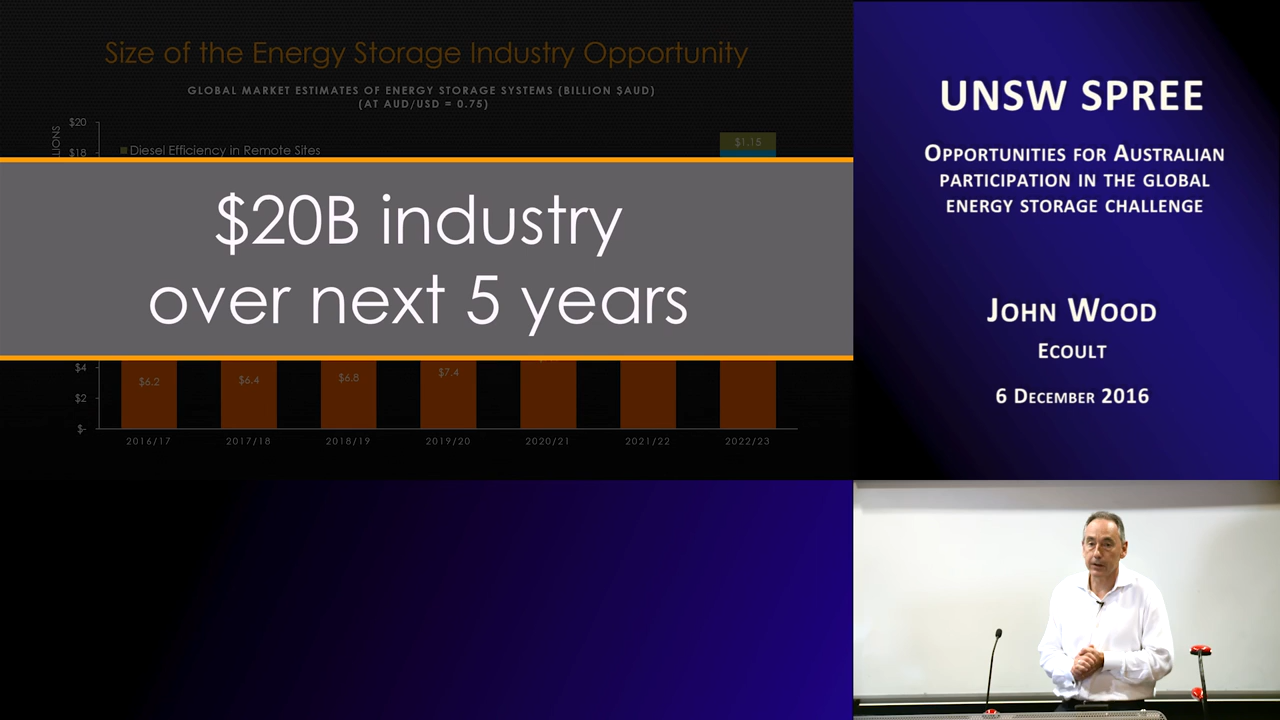 Size of the Energy Storage Industry Opportunity
GLOBAL MARKET ESTIMATES OF ENERGY STORAGE SYSTEMS (BILLION $AUD)
(AT AUD/USD = 0.75)
$20
$18
Diesel Efficiency in Remote Sites
$1.15
$20B industry
over next 5 years
$4
$2
$-
$6.2
$6.4
$6.8
$7.4
2016/17
2017/18
2018/19
2019/20
2020/21
2021/22
2022/23
UNSW SPREE
OPPORTUNITIES FOR AUSTRALIAN
PARTICIPATION IN THE GLOBAL
ENERGY STORAGE CHALLENGE
JOHN WOOD
ECOULT
6 DECEMBER 2016